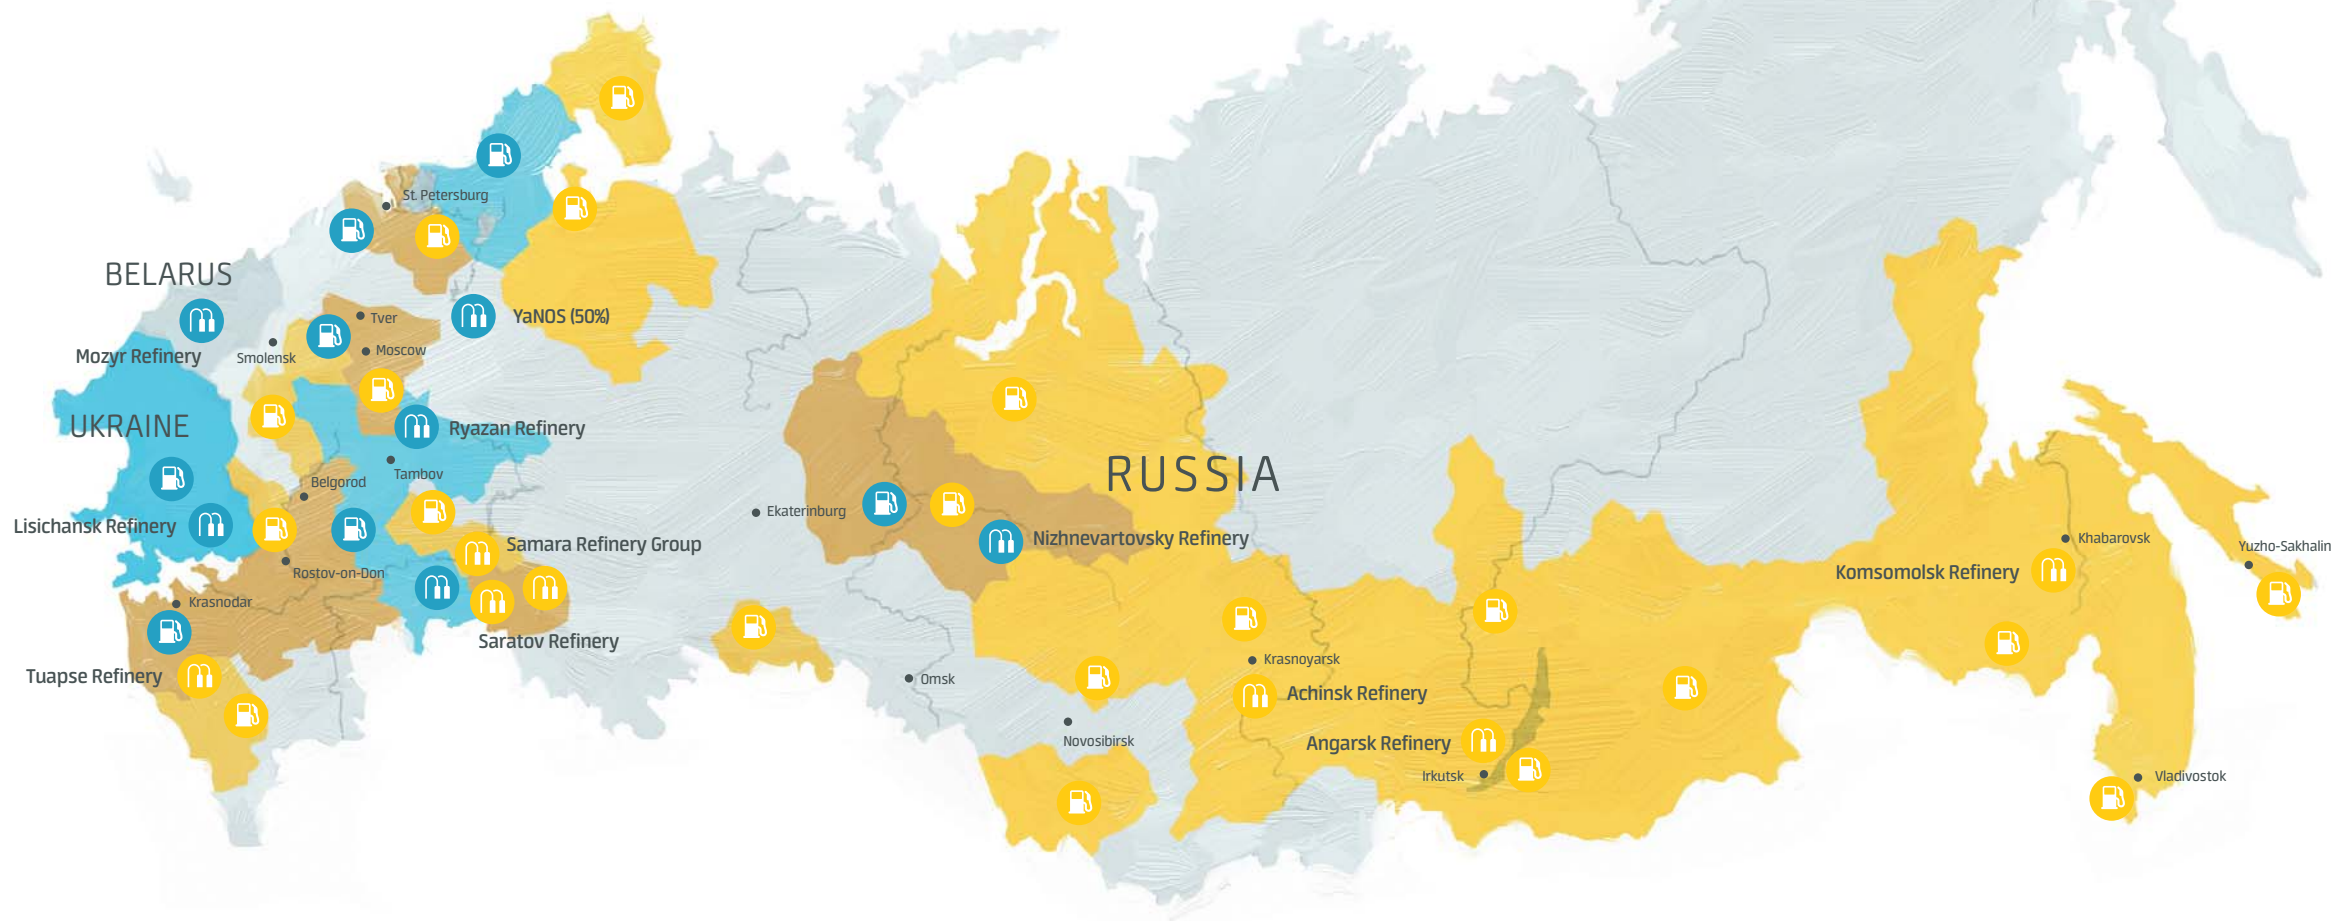 St. Petersburg
BELARUS
YaNOS (50%)
Tver
Moscow
Mozyr Refinery
Smolensk
UKRAINE
Ryazan Refinery
RUSSIA
Tambov
Belgorod
Ekaterinburg
Lisichansk Refinery
Nizhnevartovsky Refinery
Khabarovsk
Samara Refinery Group
Yuzho-Sakhalin
Rostov-on-Don
Komsomolsk Refinery
Krasnodar
Saratov Refinery
Krasnoyarsk
Tuapse Refinery
Omsk
Achinsk Refinery
Novosibirsk
Angarsk Refinery
Irkutsk
Vladivostok